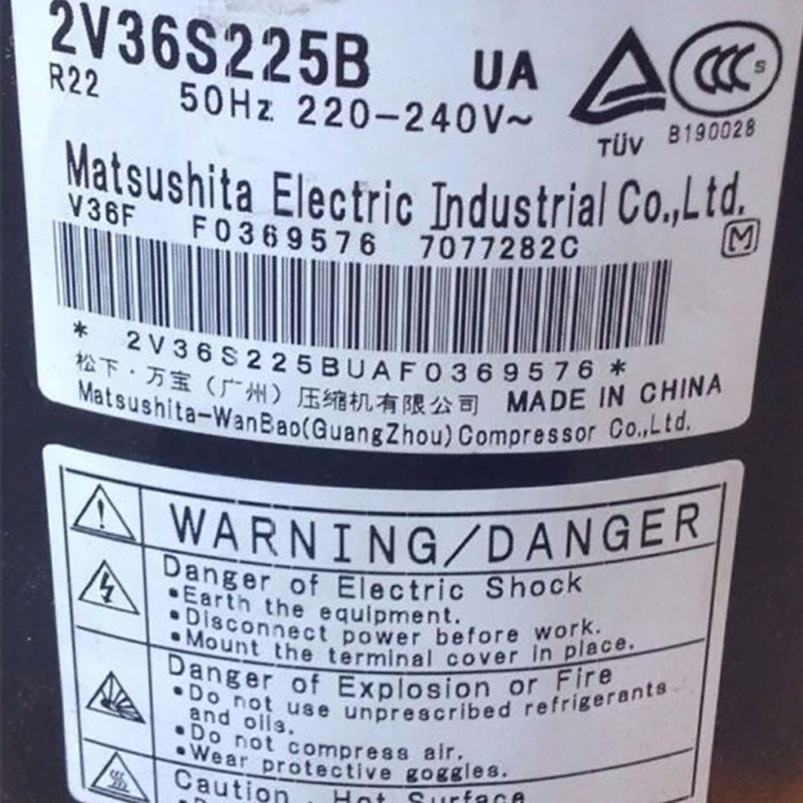 2V36S225B UA
R22 50Hz 220-240V~
TÜV B190028
CCC S
Matsushita Electric Industrial Co.,Ltd.
V36F F0369576 7077282C
M
* 2V36S225BUAF0369576 *
松下·万宝（广州）压缩机有限公司 MADE IN CHINA
Matsushita-WanBao(GuangZhou)Compressor Co.,Ltd.
WARNING/DANGER
Danger of Electric Shock
•Earth the equipment.
•Disconnect power before work.
•Mount the terminal cover in place.
Danger of Explosion or Fire
•Do not use unprescribed refrigerants
and oils.
•Do not compress air.
•Wear protective goggles.
Caution , Hot Surface